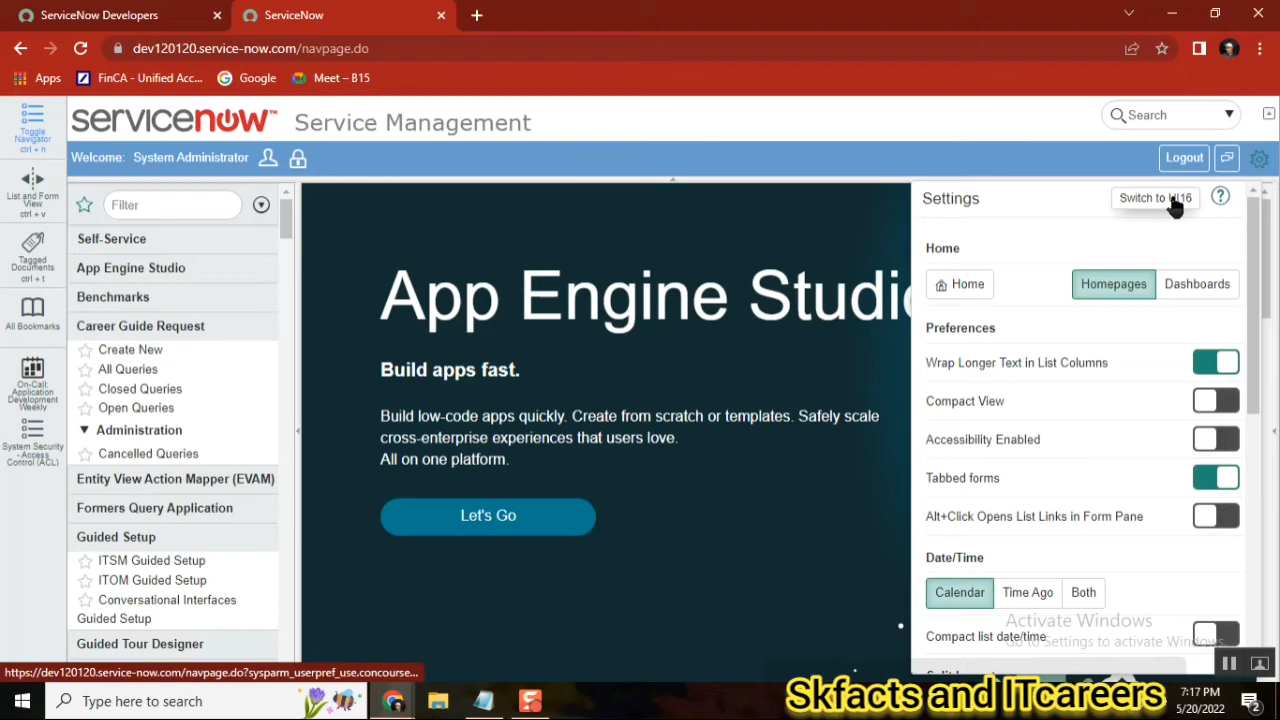 ServiceNow Developers
ServiceNow
dev120120.service-now.com/navpage.do
Apps
FinCA - Unified Acc...
Google
Meet – B15
Toggle
Navigator
ctrl + n
servicenow™
Service Management
Search
Welcome: System Administrator
Logout
List and Form
View
ctrl + v
Tagged
Documents
ctrl + t
All Bookmarks
On-Call:
Application
Development
Weekly
System Security
- Access
Control (ACL)
Filter
Self-Service
App Engine Studio
Benchmarks
Career Guide Request
Create New
All Queries
Closed Queries
Open Queries
Administration
Cancelled Queries
Entity View Action Mapper (EVAM)
Formers Query Application
Guided Setup
ITSM Guided Setup
ITOM Guided Setup
Conversational Interfaces
Guided Setup
Guided Tour Designer
App Engine Studio
Build apps fast.
Build low-code apps quickly. Create from scratch or templates. Safely scale
cross-enterprise experiences that users love.
All on one platform.
Let's Go
Settings
Switch to UI16
Home
Home
Homepages
Dashboards
Preferences
Wrap Longer Text in List Columns
Compact View
Accessibility Enabled
Tabbed forms
Alt+Click Opens List Links in Form Pane
Date/Time
Calendar
Time Ago
Both
Compact list date/time
Activate Windows
Go to Settings to activate Windows.
https://dev120120.service-now.com/navpage.do?sysparm_userpref_use.concourse...
Type here to search
Skfacts and ITcareers
7:17 PM
5/20/2022
2